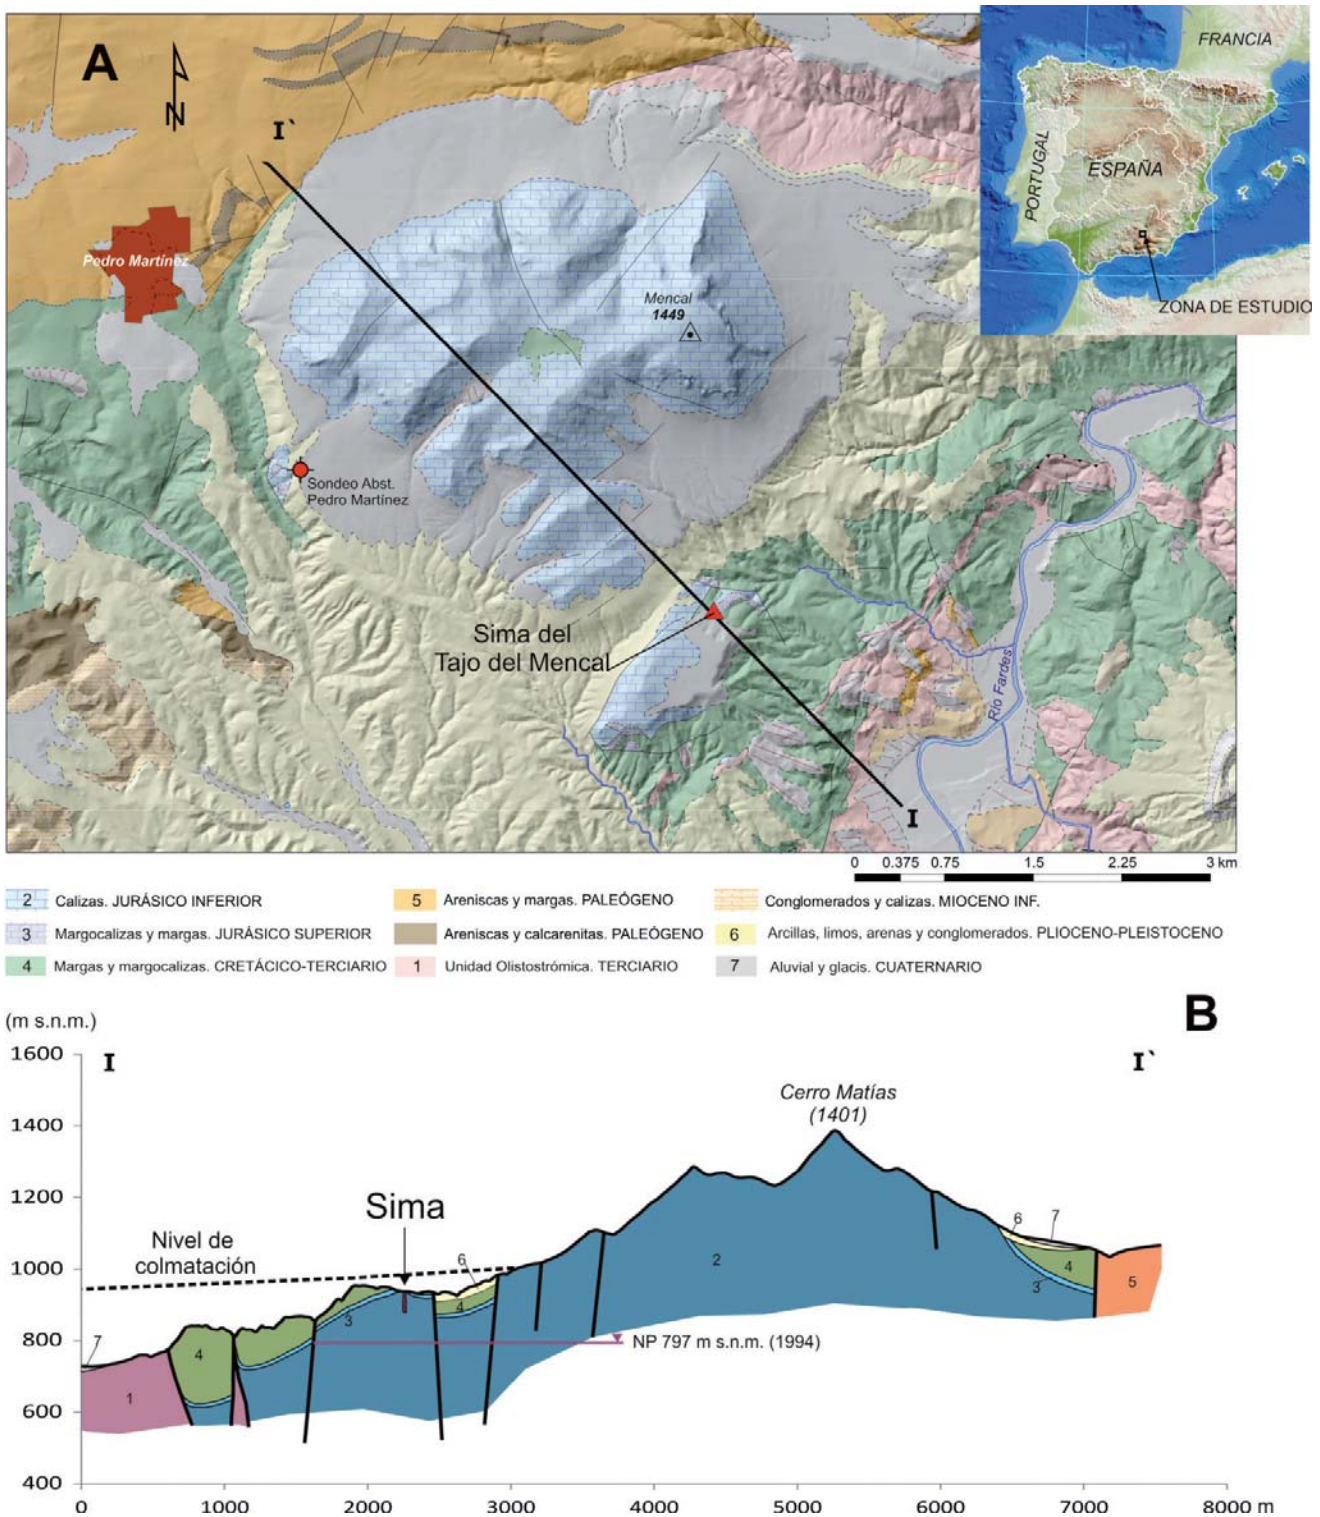 A
N
I`
FRANCIA
PORTUGAL
ESPAÑA
ZONA DE ESTUDIO
Pedro Martínez
Mencal
1449
Sondeo Abst.
Pedro Martínez
Sima del
Tajo del Mencal
Río Fardes
I
0 0.375 0.75 1.5 2.25 3 km
2 Calizas. JURÁSICO INFERIOR
5 Areniscas y margas. PALEÓGENO
Conglomerados y calizas. MIOCENO INF.
3 Margocalizas y margas. JURÁSICO SUPERIOR
Areniscas y calcarenitas. PALEÓGENO
6 Arcillas, limos, arenas y conglomerados. PLIOCENO-PLEISTOCENO
4 Margas y margocalizas. CRETÁCICO-TERCIARIO
1 Unidad Olistostrómica. TERCIARIO
7 Aluvial y glacis. CUATERNARIO
B
(m s.n.m.)
1600
I
I`
Cerro Matías
(1401)
1400
1200
Sima
Nivel de
colmatación
6
6
7
1000
2
4
3
4
5
3
800
NP 797 m s.n.m. (1994)
7
4
1
600
400
0 1000 2000 3000 4000 5000 6000 7000 8000 m